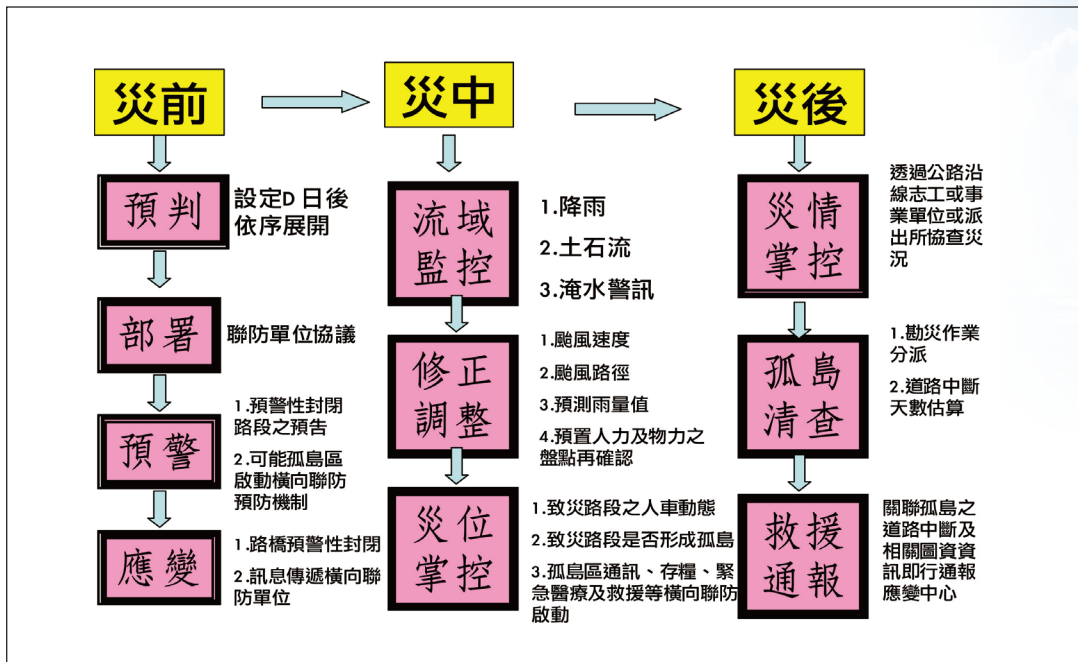 災前
預判
設定D日後
依序展開
部署
聯防單位協議
預警
1.預警性封閉
路段之預告
2.可能孤島區
啟動橫向聯防
預防機制
應變
1.路橋預警性封閉
2.訊息傳遞橫向聯
防單位
災中
流域
監控
1.降雨
2.土石流
3.淹水警訊
修正
調整
1.颱風速度
2.颱風路徑
3.預測雨量值
4.預置人力及物力之
盤點再確認
災位
掌控
1.致災路段之人車動態
2.致災路段是否形成孤島
3.孤島區通訊、存糧、緊
急醫療及救援等橫向聯防
啟動
災後
災情
掌控
透過公路沿
線志工或事
業單位或派
出所協查災
況
孤島
清查
1.勘災作業
分派
2.道路中斷
天數估算
救援
通報
關聯孤島之
道路中斷及
相關圖資資
訊即行通報
應變中心